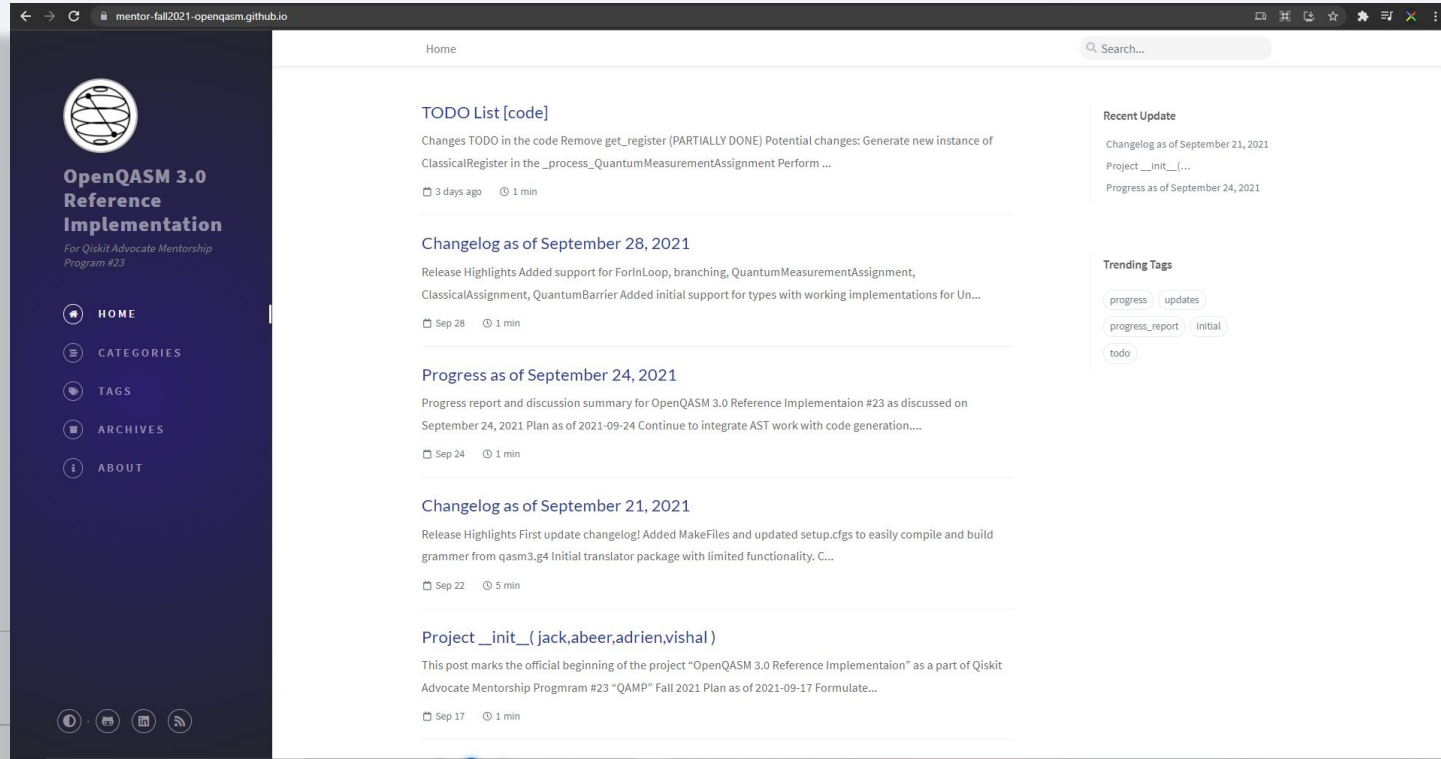 mentor-fall2021-openqasm.github.io
OpenQASM 3.0
Reference
Implementation
For Qiskit Advocate Mentorship
Program #23
HOME
CATEGORIES
TAGS
ARCHIVES
ABOUT
Home
Search...
TODO List [code]
Changes TODO in the code Remove get_register (PARTIALLY DONE) Potential changes: Generate new instance of
ClassicalRegister in the _process_QuantumMeasurementAssignment Perform ...
3 days ago 1 min
Changelog as of September 28, 2021
Release Highlights Added support for ForInLoop, branching, QuantumMeasurementAssignment,
ClassicalAssignment, QuantumBarrier Added initial support for types with working implementations for Un...
Sep 28 1 min
Progress as of September 24, 2021
Progress report and discussion summary for OpenQASM 3.0 Reference Implementaion #23 as discussed on
September 24, 2021 Plan as of 2021-09-24 Continue to integrate AST work with code generation....
Sep 24 1 min
Changelog as of September 21, 2021
Release Highlights First update changelog! Added MakeFiles and updated setup.cfgs to easily compile and build
grammer from qasm3.g4 Initial translator package with limited functionality. C...
Sep 22 5 min
Project __init__( jack,abeer,adrien,vishal )
This post marks the official beginning of the project “OpenQASM 3.0 Reference Implementaion” as a part of Qiskit
Advocate Mentorship Progmram #23 “QAMP” Fall 2021 Plan as of 2021-09-17 Formulate...
Sep 17 1 min
Recent Update
Changelog as of September 21, 2021
Project __init__(...
Progress as of September 24, 2021
Trending Tags
progress updates
progress_report initial
todo